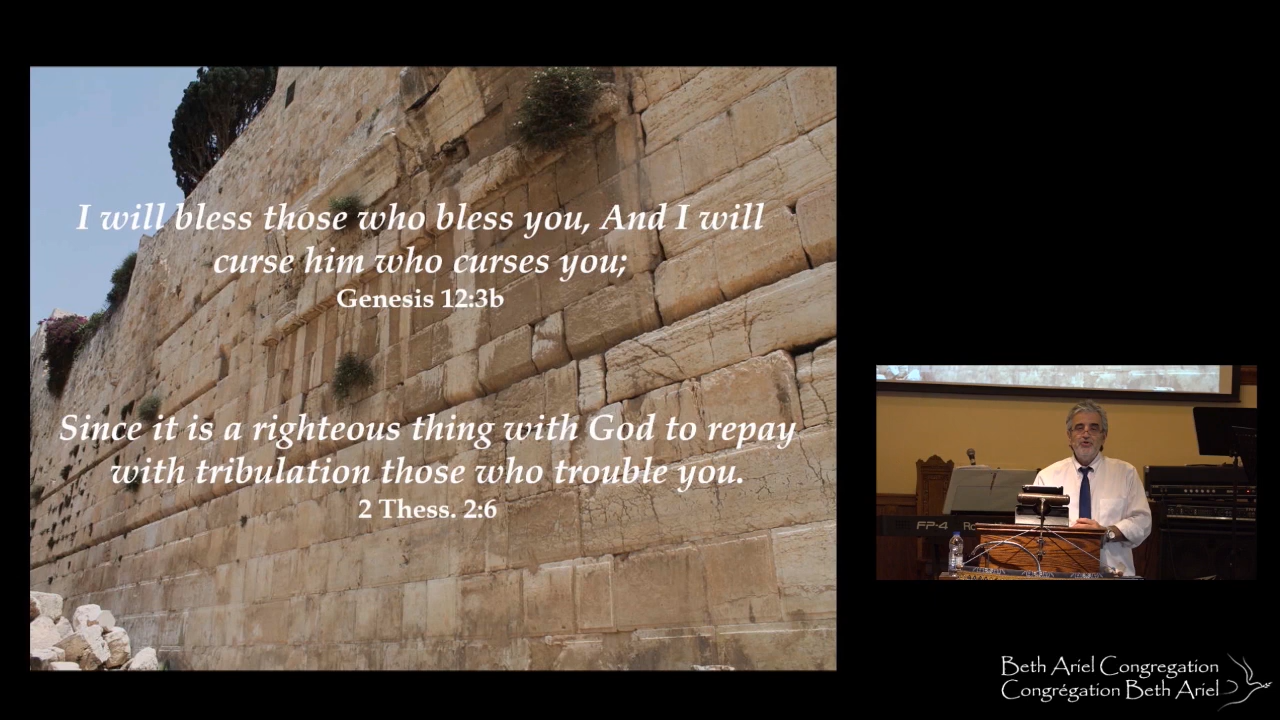 I will bless those who bless you, And I will
curse him who curses you;
Genesis 12:3b
Since it is a righteous thing with God to repay
with tribulation those who trouble you.
2 Thess. 2:6
FP-4
Beth Ariel Congregation
Congrégation Beth Ariel